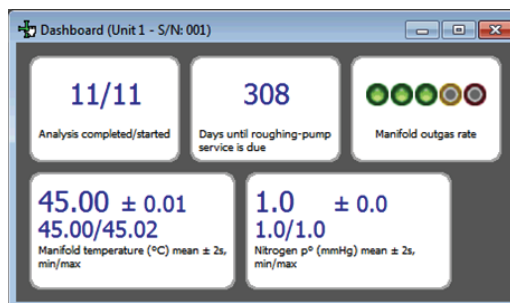 Dashboard (Unit 1 - S/N: 001)
11/11
Analysis completed/started
308
Days until roughing-pump
service is due
Manifold outgas rate
45.00 ± 0.01
45.00/45.02
Manifold temperature (°C) mean ± 2s,
min/max
1.0 ± 0.0
1.0/1.0
Nitrogen p° (mmHg) mean ± 2s,
min/max